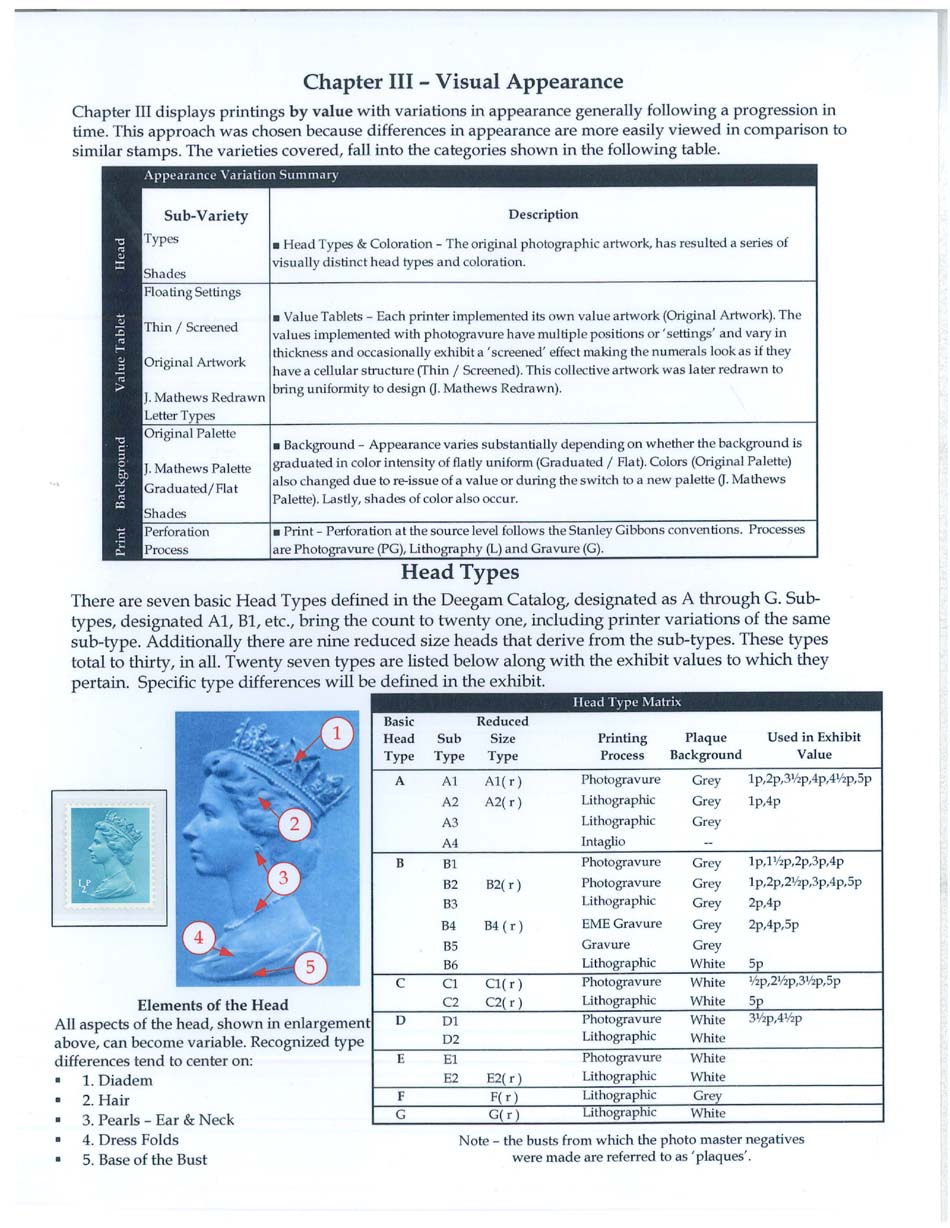 Chapter III – Visual Appearance
Chapter III displays printings by value with variations in appearance generally following a progression in
time. This approach was chosen because differences in appearance are more easily viewed in comparison to
similar stamps. The varieties covered, fall into the categories shown in the following table.
Appearance Variation Summary
Sub-Variety Description
Head
Types
Shades
■ Head Types & Coloration – The original photographic artwork, has resulted a series of
visually distinct head types and coloration.
Value Tablet
Floating Settings
Thin / Screened
Original Artwork
J. Mathews Redrawn
Letter Types
■ Value Tablets – Each printer implemented its own value artwork (Original Artwork). The
values implemented with photogravure have multiple positions or 'settings' and vary in
thickness and occasionally exhibit a 'screened' effect making the numerals look as if they
have a cellular structure (Thin / Screened). This collective artwork was later redrawn to
bring uniformity to design (J. Mathews Redrawn).
Background
Original Palette
J. Mathews Palette
Graduated/Flat
Shades
■ Background – Appearance varies substantially depending on whether the background is
graduated in color intensity of flatly uniform (Graduated / Flat). Colors (Original Palette)
also changed due to re-issue of a value or during the switch to a new palette (J. Mathews
Palette). Lastly, shades of color also occur.
Print
Perforation
Process
■ Print – Perforation at the source level follows the Stanley Gibbons conventions. Processes
are Photogravure (PG), Lithography (L) and Gravure (G).
Head Types
There are seven basic Head Types defined in the Deegam Catalog, designated as A through G. Sub-
types, designated A1, B1, etc., bring the count to twenty one, including printer variations of the same
sub-type. Additionally there are nine reduced size heads that derive from the sub-types. These types
total to thirty, in all. Twenty seven types are listed below along with the exhibit values to which they
pertain. Specific type differences will be defined in the exhibit.
1
2
3
4
5
½P
Elements of the Head
All aspects of the head, shown in enlargement
above, can become variable. Recognized type
differences tend to center on:
▪ 1. Diadem
▪ 2. Hair
▪ 3. Pearls – Ear & Neck
▪ 4. Dress Folds
▪ 5. Base of the Bust
Head Type Matrix
Basic Reduced
Head Sub Size Printing Plaque Used in Exhibit
Type Type Type Process Background Value
A A1 A1( r ) Photogravure Grey 1p,2p,3½p,4p,4½p,5p
A2 A2( r ) Lithographic Grey 1p,4p
A3 Lithographic Grey
A4 Intaglio --
B B1 Photogravure Grey 1p,1½p,2p,3p,4p
B2 B2( r ) Photogravure Grey 1p,2p,2½p,3p,4p,5p
B3 Lithographic Grey 2p,4p
B4 B4 ( r ) EME Gravure Grey 2p,4p,5p
B5 Gravure Grey
B6 Lithographic White 5p
C C1 C1( r ) Photogravure White ½p,2½p,3½p,5p
C2 C2( r ) Lithographic White 5p
D D1 Photogravure White 3½p,4½p
D2 Lithographic White
E E1 Photogravure White
E2 E2( r ) Lithographic White
F F( r ) Lithographic Grey
G G( r ) Lithographic White
Note – the busts from which the photo master negatives
were made are referred to as 'plaques'.